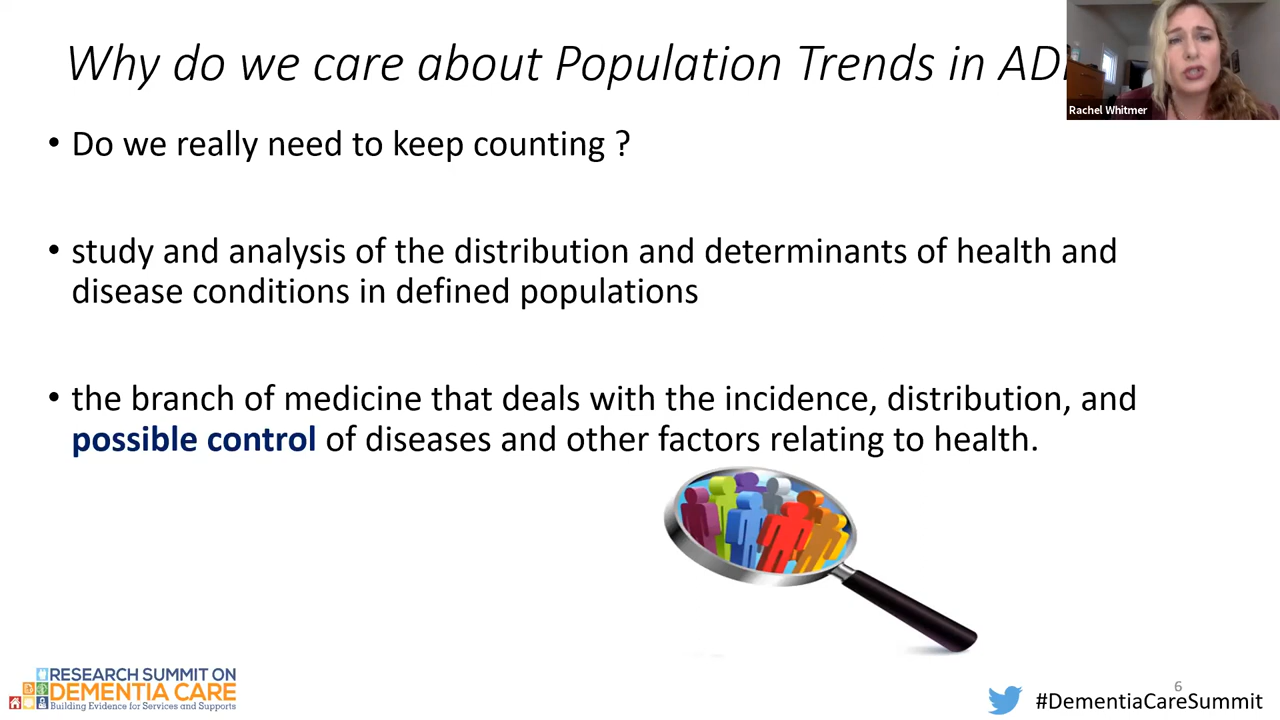 Why do we care about Population Trends in AD
Rachel Whitmer
• Do we really need to keep counting ?
• study and analysis of the distribution and determinants of health and
disease conditions in defined populations
• the branch of medicine that deals with the incidence, distribution, and
possible control of diseases and other factors relating to health.
RESEARCH SUMMIT ON
DEMENTIA CARE
Building Evidence for Services and Supports
6
#DementiaCareSummit